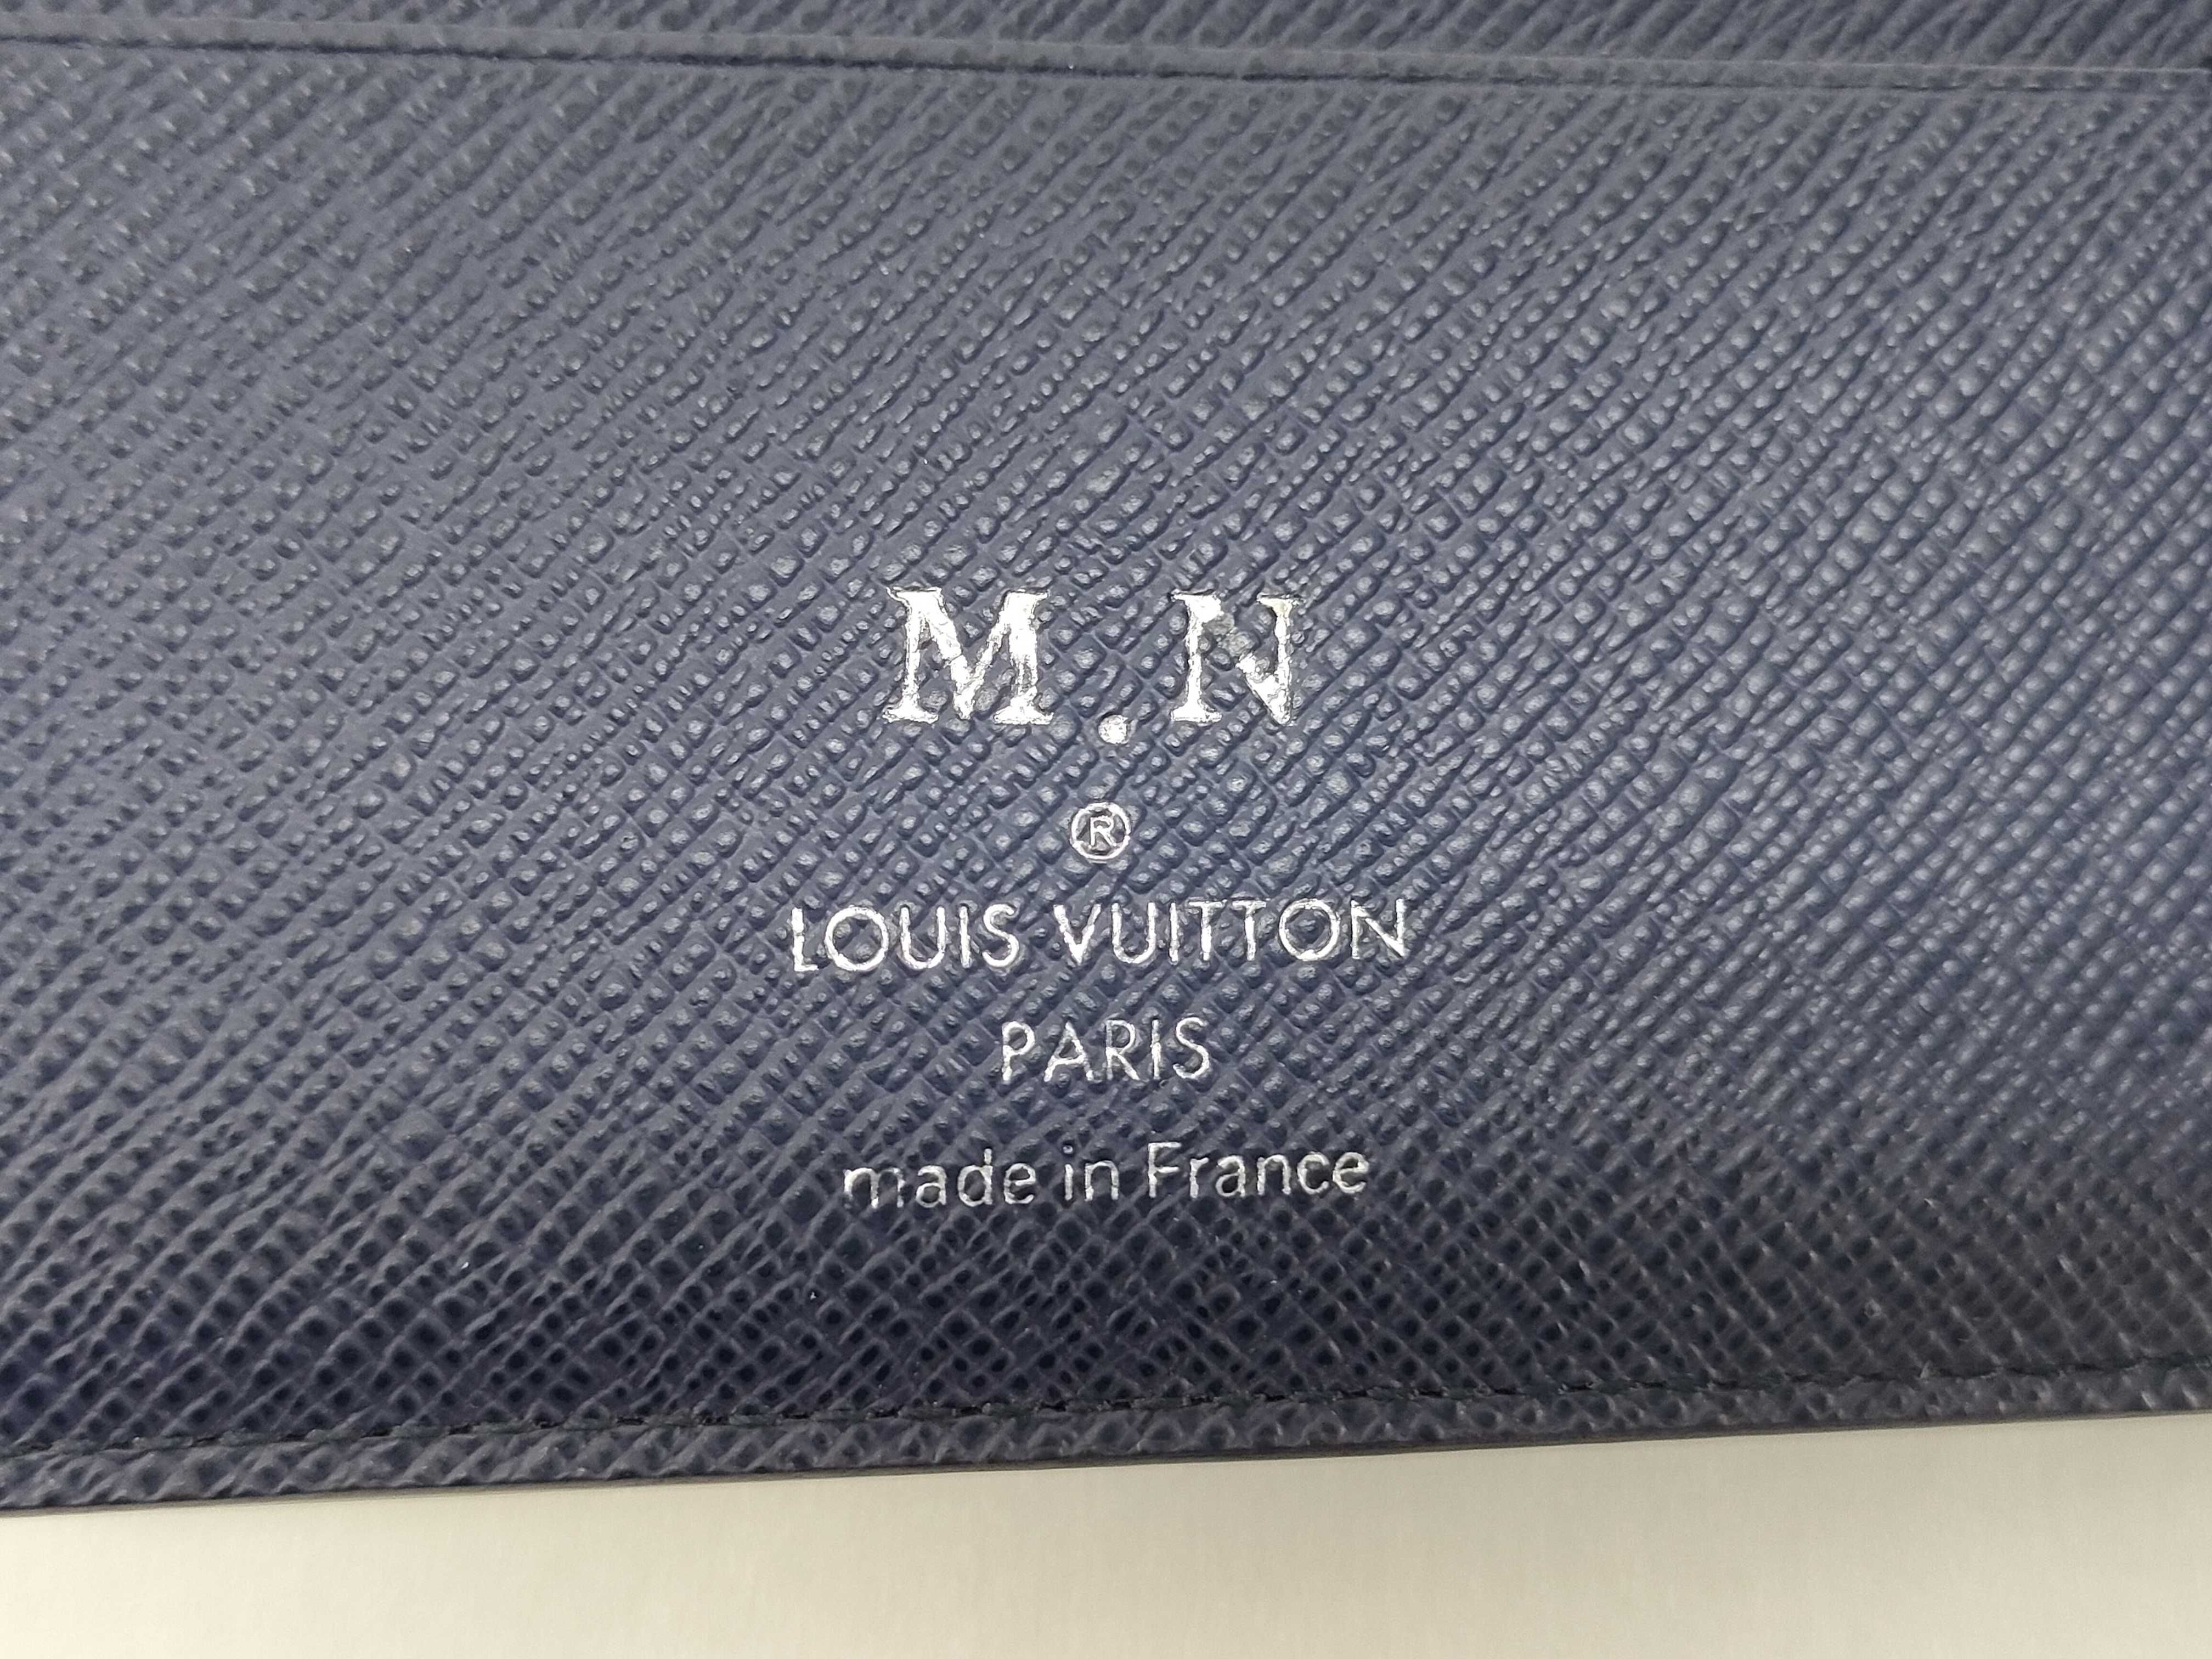 M.N
®
LOUIS VUITTON
PARIS
made in France